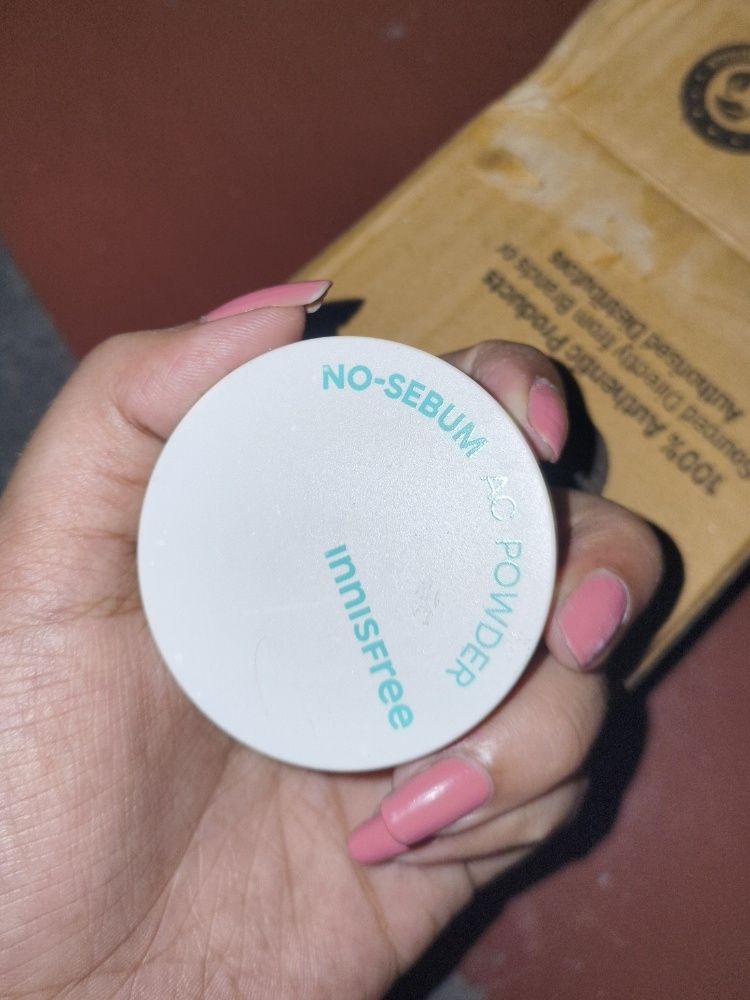 NO-SEBUM AC POWDER
innisFree
100% Authentic Products
Sourced Directly from Brands or
Authorised Distributors